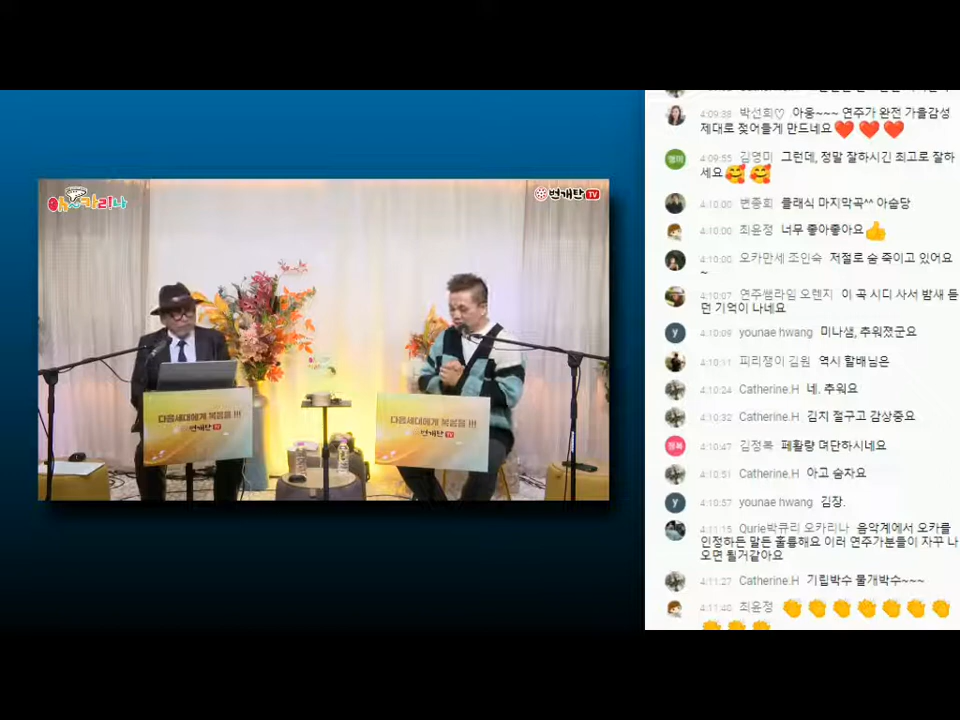 아이카리나
번개탄TV
다음세대에게 복음을 !!!
번개탄TV
다음세대에게 복음을 !!!
번개탄TV
4:09:38 박선희♡ 아웅~~~ 연주가 완전 가을감성
제대로 젖어들게 만드네요❤️❤️❤️
4:09:55 김영미 그런데, 정말 잘하시긴 최고로 잘하
세요🥰🥰
4:10:00 변종회 클래식 마지막곡^^ 아슬당
4:10:00 최윤정 너무 좋아좋아요👍
4:10:00 오카만세 조인숙 저절로 숨 죽이고 있어요
~
4:10:07 연주쌤라임 오렌지 이 곡 시디 사서 밤새 듣
던 기억이 나네요
4:10:09 younae hwang 미나샘, 추워졌군요
4:10:11 피리쟁이 김원 역시 할배님은
4:10:24 Catherine.H 네. 추워요
4:10:32 Catherine.H 김치 절구고 감상중요
4:10:47 김정복 폐활량 며단하시네요
4:10:51 Catherine.H 아고 숨차요
4:10:57 younae hwang 김장.
4:11:15 Qurie박큐리 오카리나 음악계에서 오카를
인정하든 말든 훌륭해요 이러 연주가분들이 자꾸 나
오면 될거같아요
4:11:27 Catherine.H 기립박수 물개박수~~~
4:11:40 최윤정 👏👏👏👏👏👏👏
👏👏👏